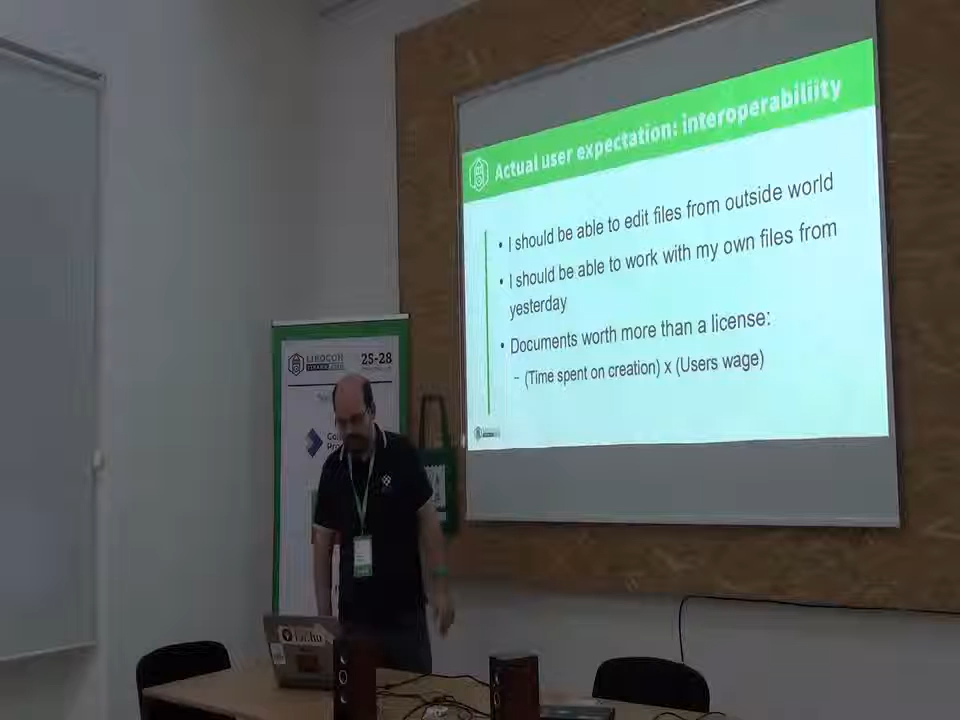 Actual user expectation: interoperabiliity
• I should be able to edit files from outside world
• I should be able to work with my own files from
yesterday
• Documents worth more than a license:
– (Time spent on creation) x (Users wage)
LIBOCON
25-28